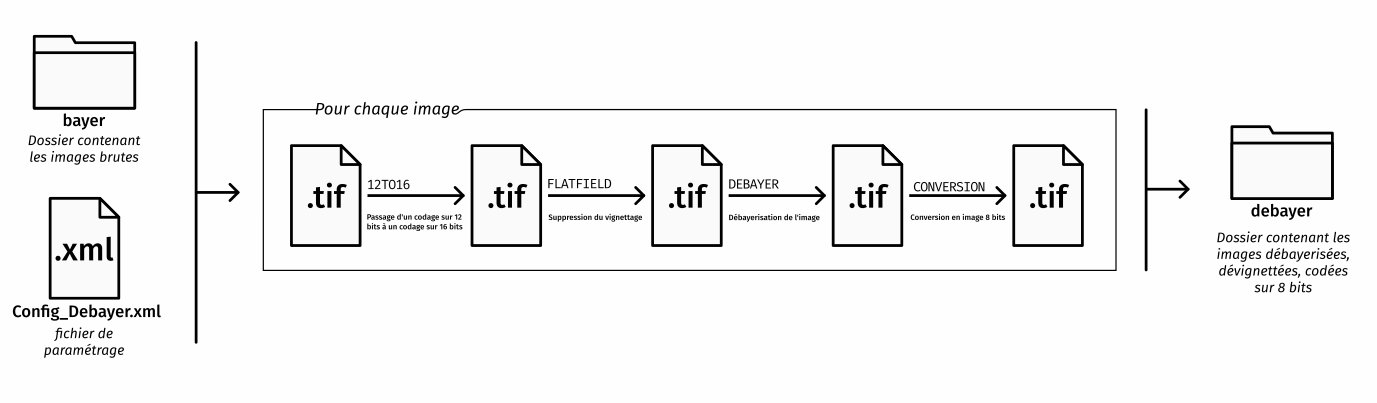 bayer
Dossier contenant
les images brutes
.xml
Config_Debayer.xml
fichier de
paramétrage
Pour chaque image
.tif
12TO16
Passage d'un codage sur 12
bits à un codage sur 16 bits
.tif
FLATFIELD
Suppression du vignettage
.tif
DEBAYER
Débayerisation de l'image
.tif
CONVERSION
Conversion en image 8 bits
.tif
debayer
Dossier contenant les
images débayerisées,
dévignettées, codées
sur 8 bits